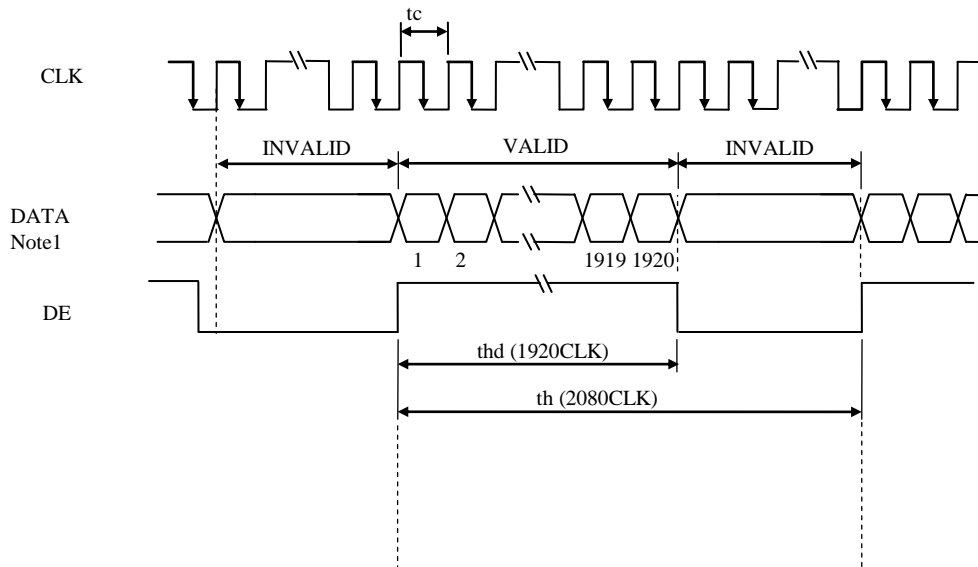 tc
CLK
INVALID VALID INVALID
DATA
Note1
1 2 1919 1920
DE
thd (1920CLK)
th (2080CLK)